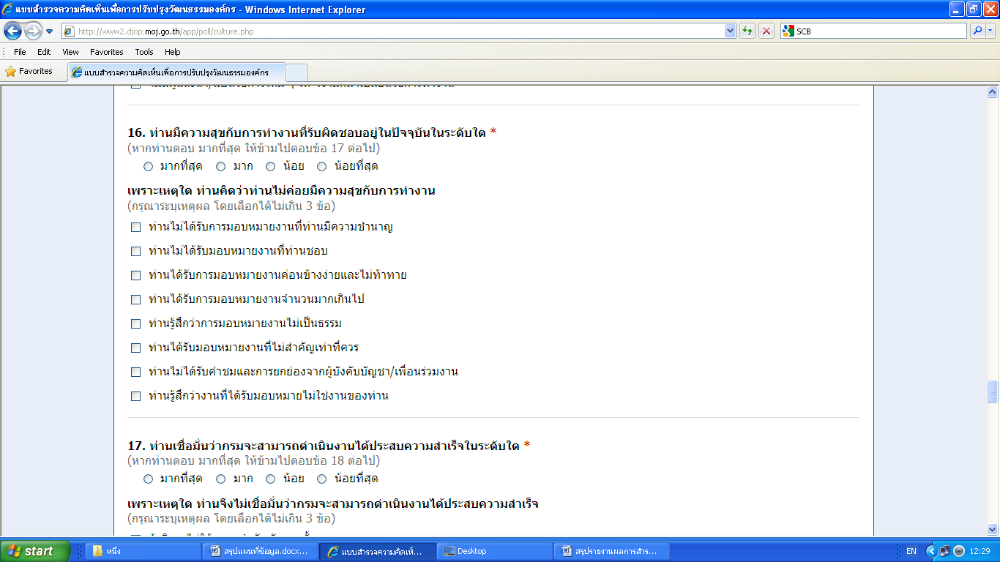 แบบสำรวจความคิดเห็นเพื่อการปรับปรุงวัฒนธรรมองค์กร - Windows Internet Explorer
http://www2.djop.moj.go.th/app/poll/culture.php
SCB
File Edit View Favorites Tools Help
Favorites
แบบสำรวจความคิดเห็นเพื่อการปรับปรุงวัฒนธรรมองค์กร
16. ท่านมีความสุขกับการทำงานที่รับผิดชอบอยู่ในปัจจุบันในระดับใด *
(หากท่านตอบ มากที่สุด ให้ข้ามไปตอบข้อ 17 ต่อไป)
มากที่สุด มาก น้อย น้อยที่สุด
เพราะเหตุใด ท่านคิดว่าท่านไม่ค่อยมีความสุขกับการทำงาน
(กรุณาระบุเหตุผล โดยเลือกได้ไม่เกิน 3 ข้อ)
ท่านไม่ได้รับการมอบหมายงานที่ท่านมีความชำนาญ
ท่านไม่ได้รับมอบหมายงานที่ท่านชอบ
ท่านได้รับการมอบหมายงานค่อนข้างง่ายและไม่ท้าทาย
ท่านได้รับการมอบหมายงานจำนวนมากเกินไป
ท่านรู้สึกว่าการมอบหมายงานไม่เป็นธรรม
ท่านได้รับมอบหมายงานที่ไม่สำคัญเท่าที่ควร
ท่านไม่ได้รับคำชมและการยกย่องจากผู้บังคับบัญชา/เพื่อนร่วมงาน
ท่านรู้สึกว่างานที่ได้รับมอบหมายไม่ใช่งานของท่าน
17. ท่านเชื่อมั่นว่ากรมจะสามารถดำเนินงานได้ประสบความสำเร็จในระดับใด *
(หากท่านตอบ มากที่สุด ให้ข้ามไปตอบข้อ 18 ต่อไป)
มากที่สุด มาก น้อย น้อยที่สุด
เพราะเหตุใด ท่านจึงไม่เชื่อมั่นว่ากรมจะสามารถดำเนินงานได้ประสบความสำเร็จ
(กรุณาระบุเหตุผล โดยเลือกได้ไม่เกิน 3 ข้อ)
start หนึ่ง สรุปแผนที่ข้อมูล.docx... แบบสำรวจความคิดเห็... Desktop สรุปรายงานผลการสำร... EN 12:29